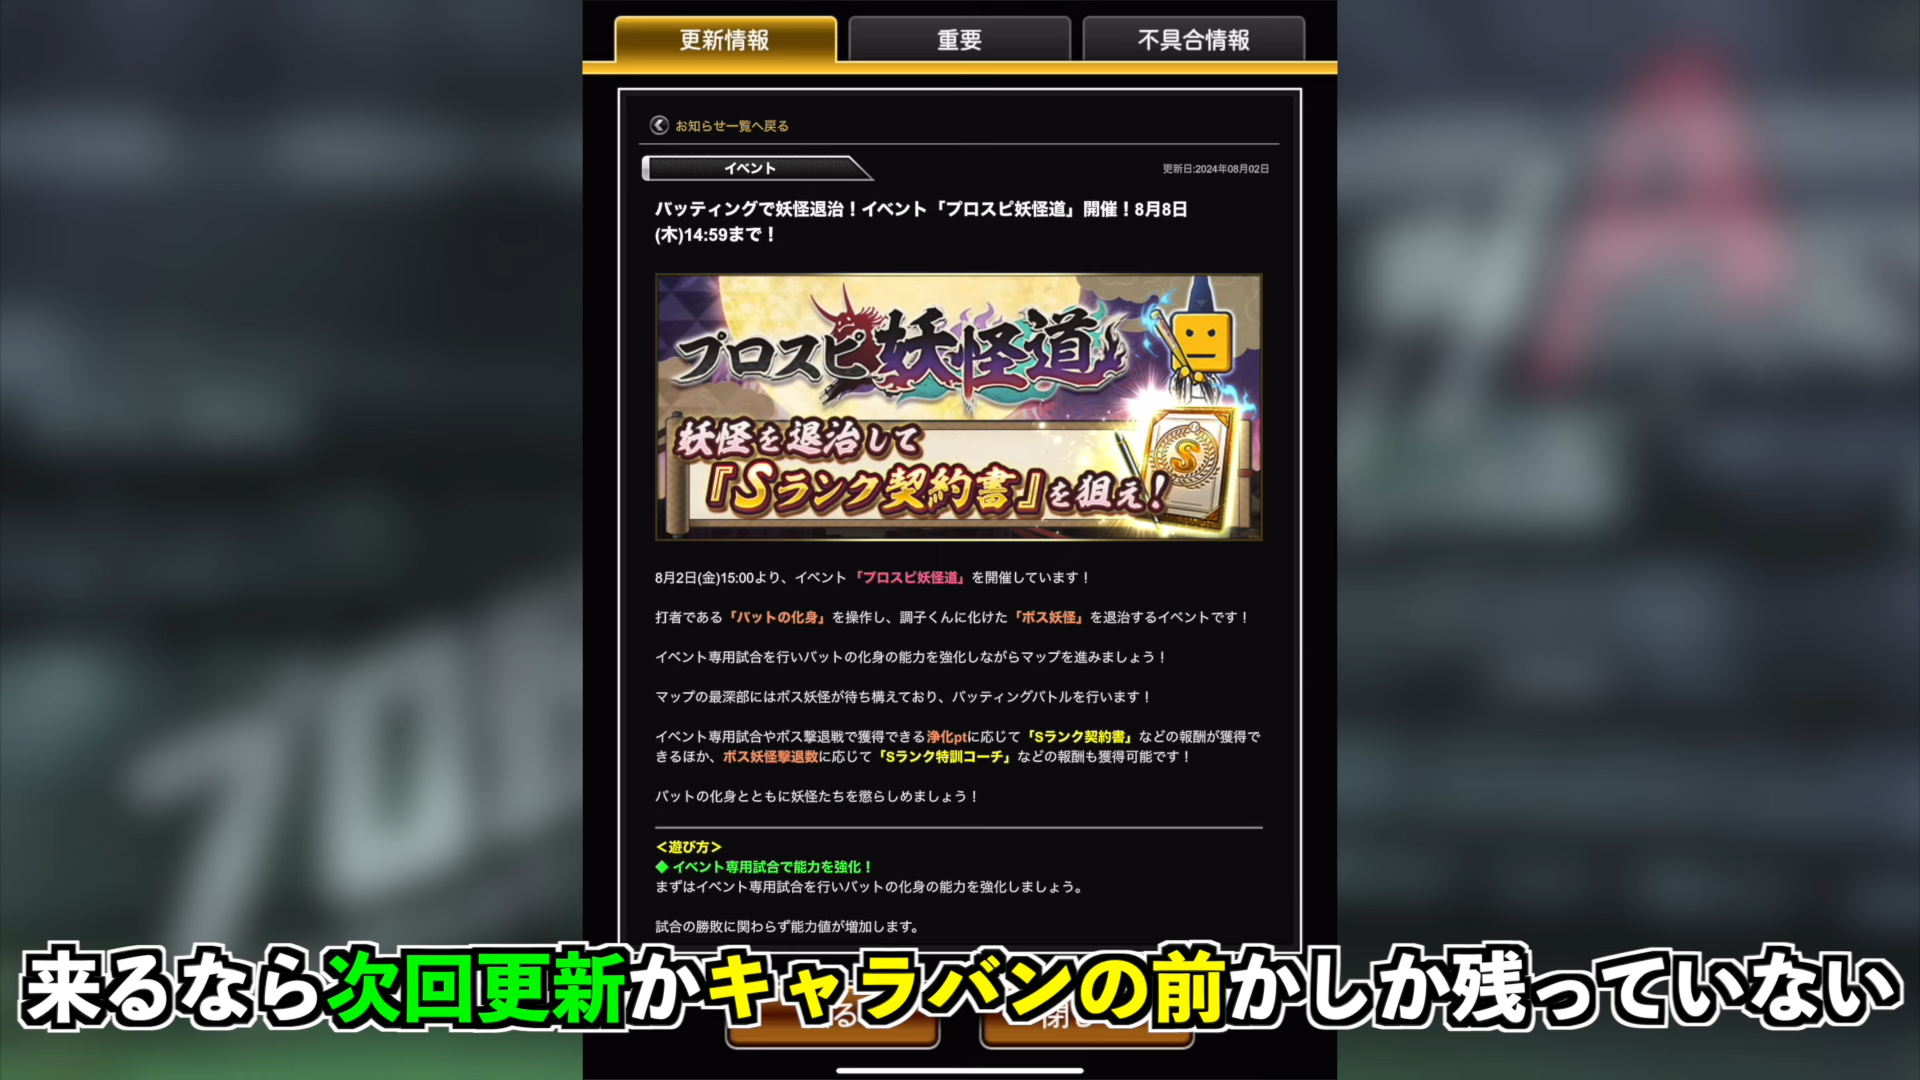 更新情報
重要
不具合情報
お知らせ一覧へ戻る
イベント
更新日:2024年08月02日
バッティングで妖怪退治！イベント「プロスピ妖怪道」開催！8月8日
(木)14:59まで！
プロスピ妖怪道
妖怪を退治して
『Sランク契約書』を狙え！
S
8月2日(金)15:00より、イベント「プロスピ妖怪道」を開催しています！
打者である「バットの化身」を操作し、調子くんに化けた「ボス妖怪」を退治するイベントです！
イベント専用試合を行いバットの化身の能力を強化しながらマップを進みましょう！
マップの最深部にはボス妖怪が待ち構えており、バッティングバトルを行います！
イベント専用試合やボス撃退戦で獲得できる浄化ptに応じて「Sランク契約書」などの報酬が獲得で
きるほか、ボス妖怪撃退数に応じて「Sランク特訓コーチ」などの報酬も獲得可能です！
バットの化身とともに妖怪たちを懲らしめましょう！
＜遊び方＞
◆ イベント専用試合で能力を強化！
まずはイベント専用試合を行いバットの化身の能力を強化しましょう。
試合の勝敗に関わらず能力値が増加します。
来るなら次回更新かキャラバンの前かしか残っていない